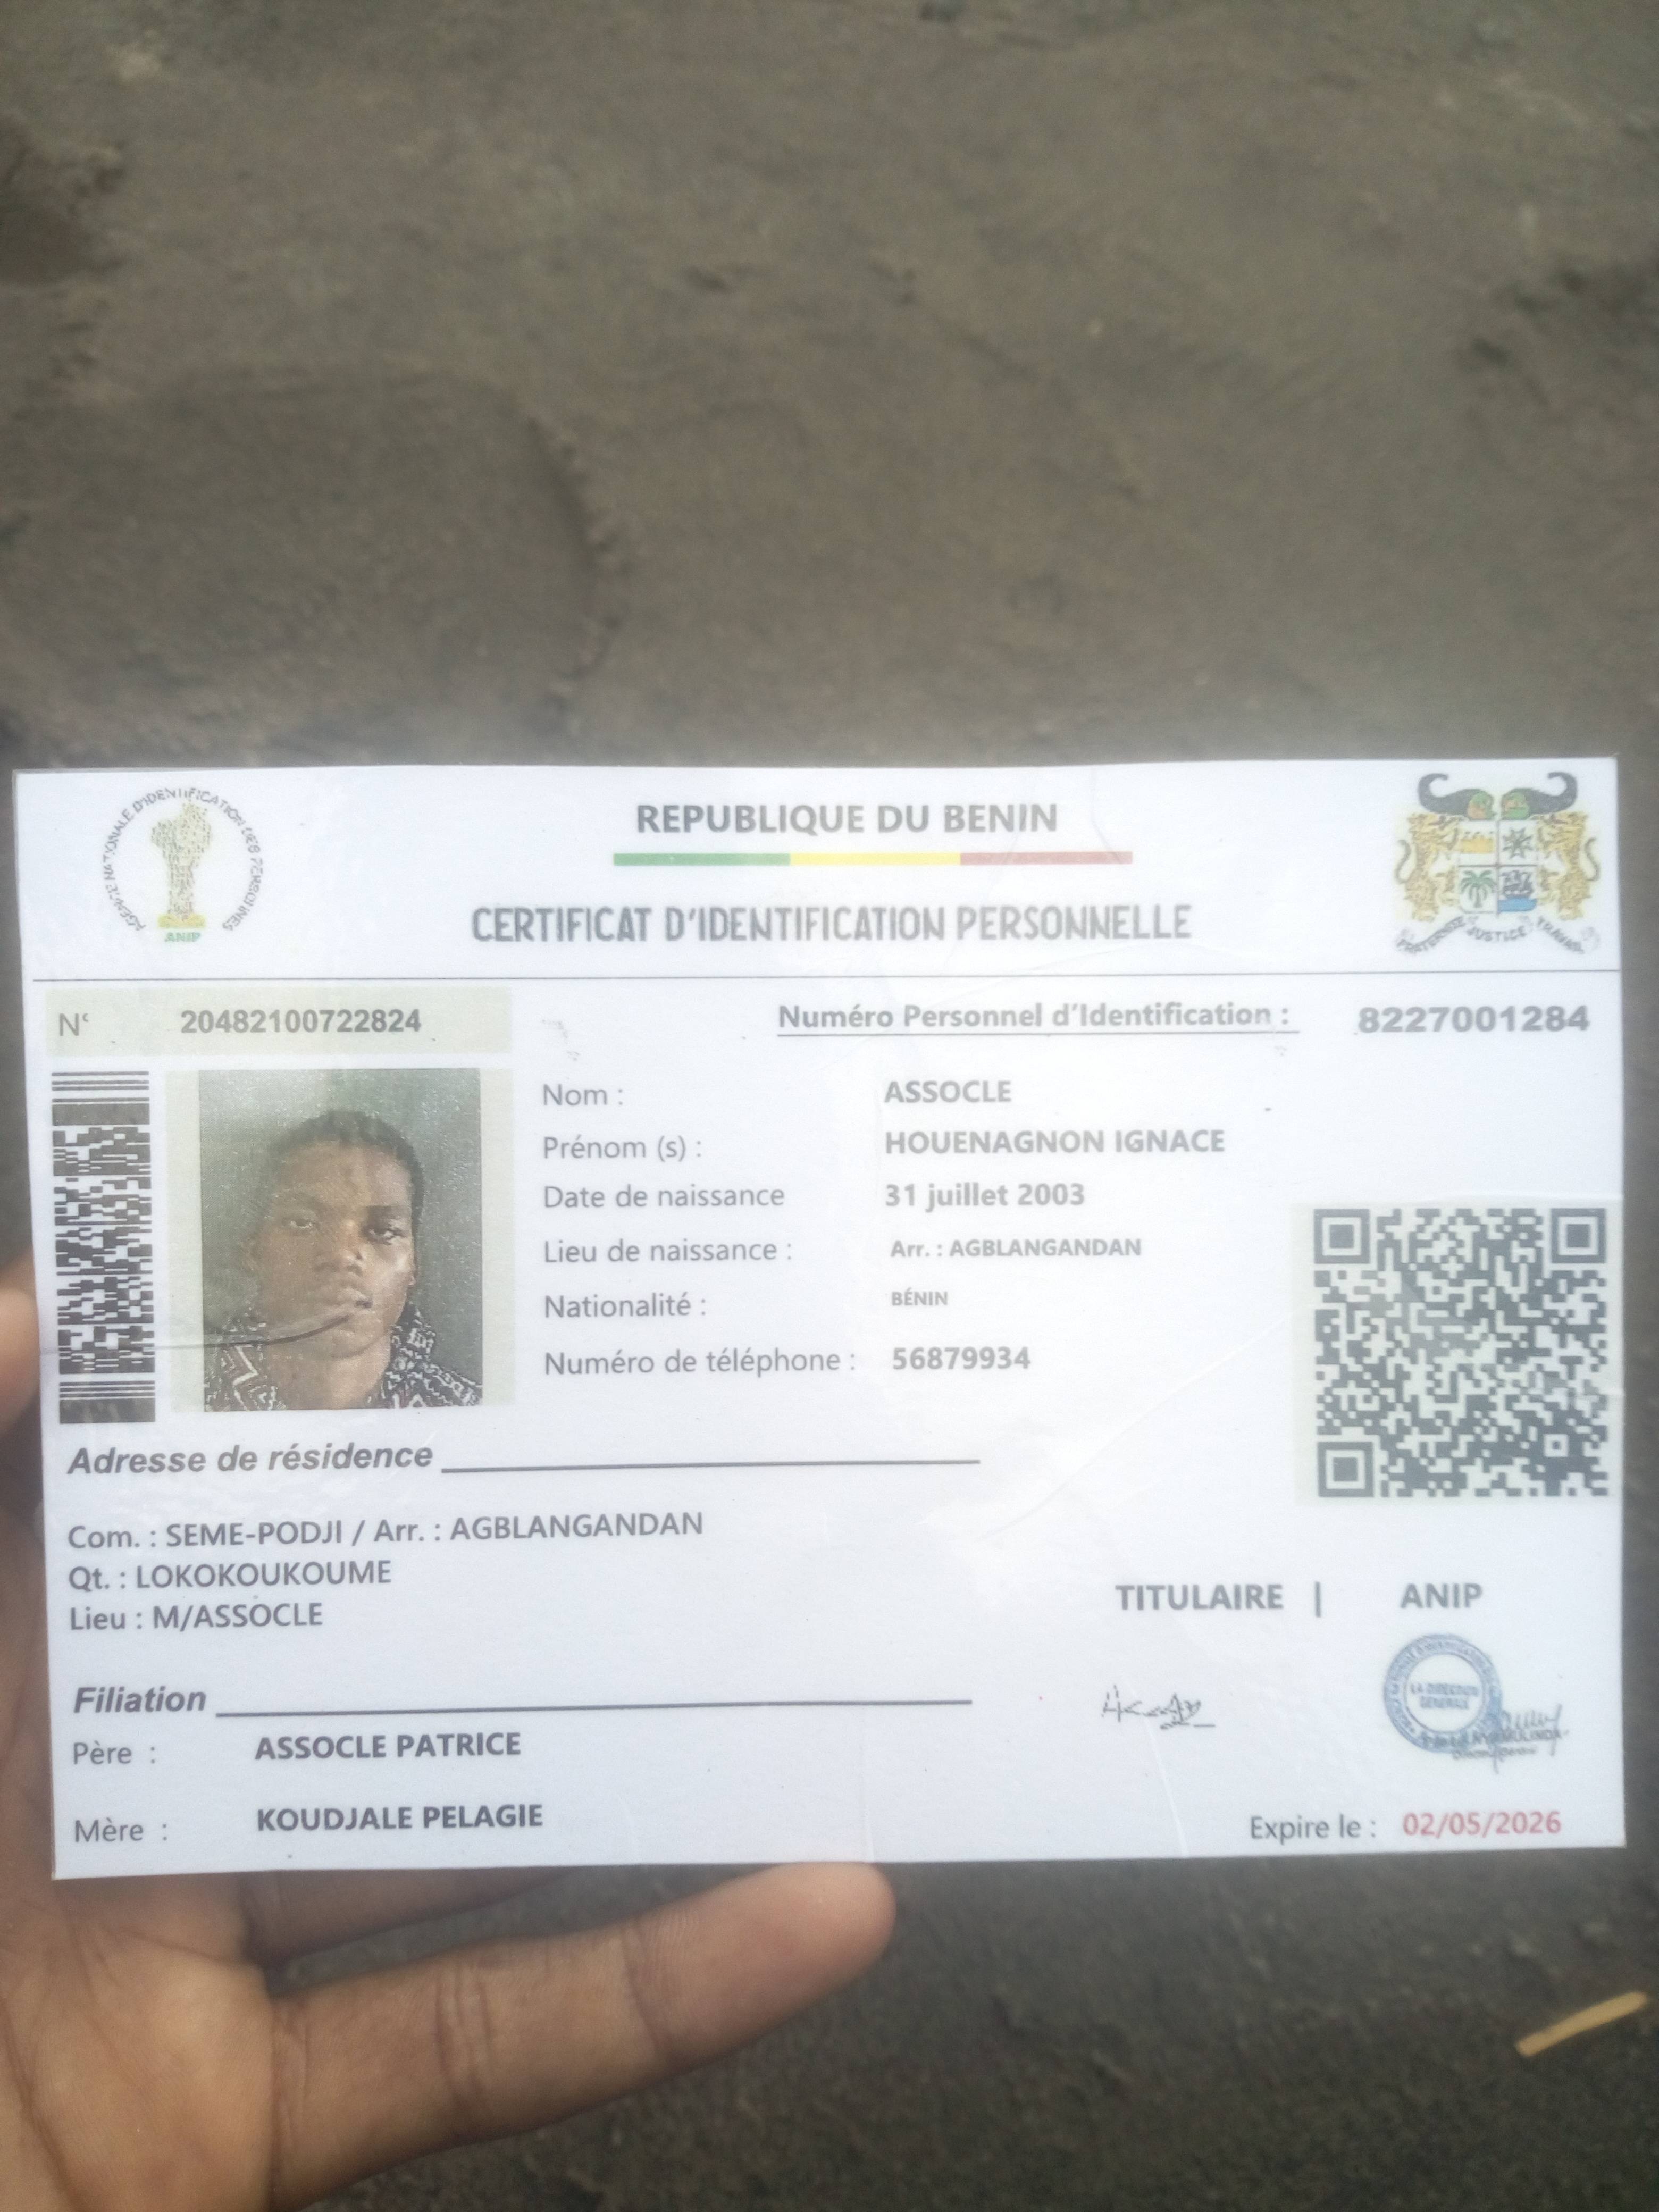 AGENCE NATIONALE D'IDENTIFICATION DES PERSONNES
ANIP
REPUBLIQUE DU BENIN
CERTIFICAT D'IDENTIFICATION PERSONNELLE
FRATERNITE JUSTICE TRAVAIL
N° 20482100722824
Numéro Personnel d'Identification : 8227001284
Nom : ASSOCLE
Prénom (s) : HOUENAGNON IGNACE
Date de naissance 31 juillet 2003
Lieu de naissance : Arr. : AGBLANGANDAN
Nationalité : BÉNIN
Numéro de téléphone : 56879934
Adresse de résidence
Com. : SEME-PODJI / Arr. : AGBLANGANDAN
Qt. : LOKOKOUKOUME
Lieu : M/ASSOCLE
TITULAIRE | ANIP
LA DIRECTION
GENERALE
Filiation
Père : ASSOCLE PATRICE
Mère : KOUDJALE PELAGIE
Expire le : 02/05/2026